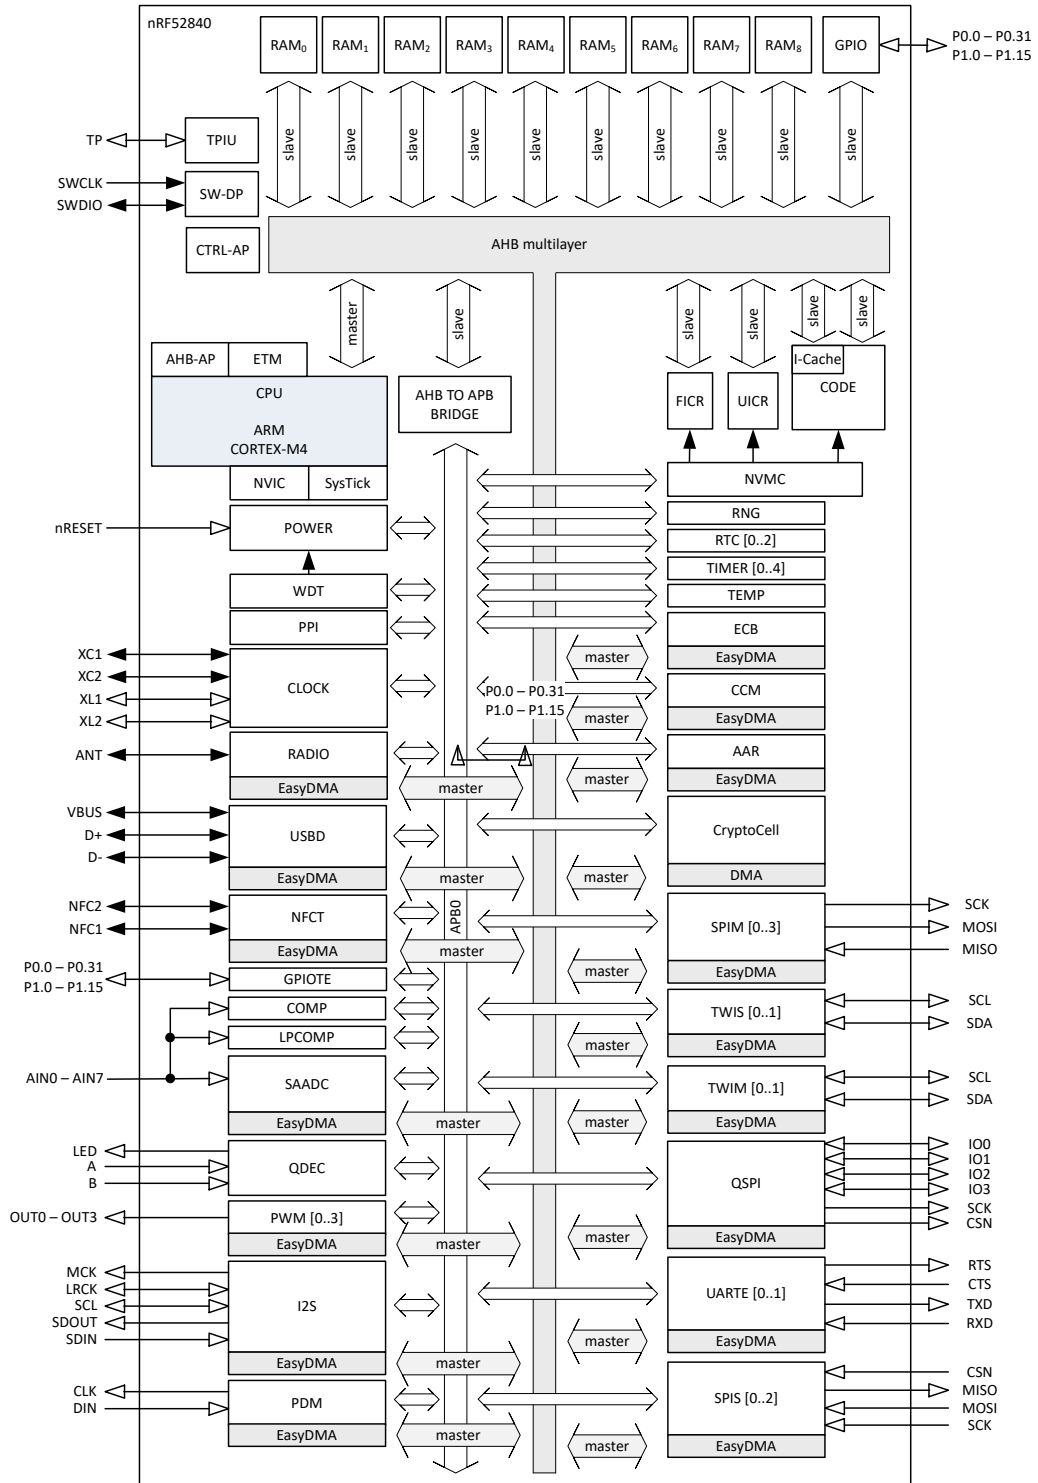 nRF52840
RAM0 RAM1 RAM2 RAM3 RAM4 RAM5 RAM6 RAM7 RAM8 GPIO
P0.0 – P0.31
P1.0 – P1.15
slave slave slave slave slave slave slave slave slave slave
TP TPIU
SWCLK
SWDIO
SW-DP
CTRL-AP
AHB multilayer
master slave slave slave slave slave
AHB-AP ETM
CPU
ARM
CORTEX-M4
NVIC SysTick
AHB TO APB
BRIDGE
FICR UICR
I-Cache
CODE
NVMC
nRESET POWER
WDT
PPI
RNG
RTC [0..2]
TIMER [0..4]
TEMP
ECB
master EasyDMA
XC1
XC2
XL1
XL2
CLOCK
P0.0 – P0.31
P1.0 – P1.15
CCM
master EasyDMA
ANT RADIO
EasyDMA master
AAR
master EasyDMA
VBUS
D+
D-
USBD
EasyDMA master
CryptoCell
master DMA
NFC2
NFC1
NFCT
EasyDMA master
APB0
SPIM [0..3]
master EasyDMA
SCK
MOSI
MISO
P0.0 – P0.31
P1.0 – P1.15
GPIOTE
COMP
LPCOMP
AIN0 – AIN7 SAADC
EasyDMA master
TWIS [0..1]
master EasyDMA
SCL
SDA
TWIM [0..1]
master EasyDMA
SCL
SDA
LED
A
B
QDEC
OUT0 – OUT3 PWM [0..3]
EasyDMA master
QSPI
master EasyDMA
IO0
IO1
IO2
IO3
SCK
CSN
MCK
LRCK
SCL
SDOUT
SDIN
I2S
EasyDMA master
UARTE [0..1]
master EasyDMA
RTS
CTS
TXD
RXD
CLK
DIN
PDM
EasyDMA master
SPIS [0..2]
master EasyDMA
CSN
MISO
MOSI
SCK